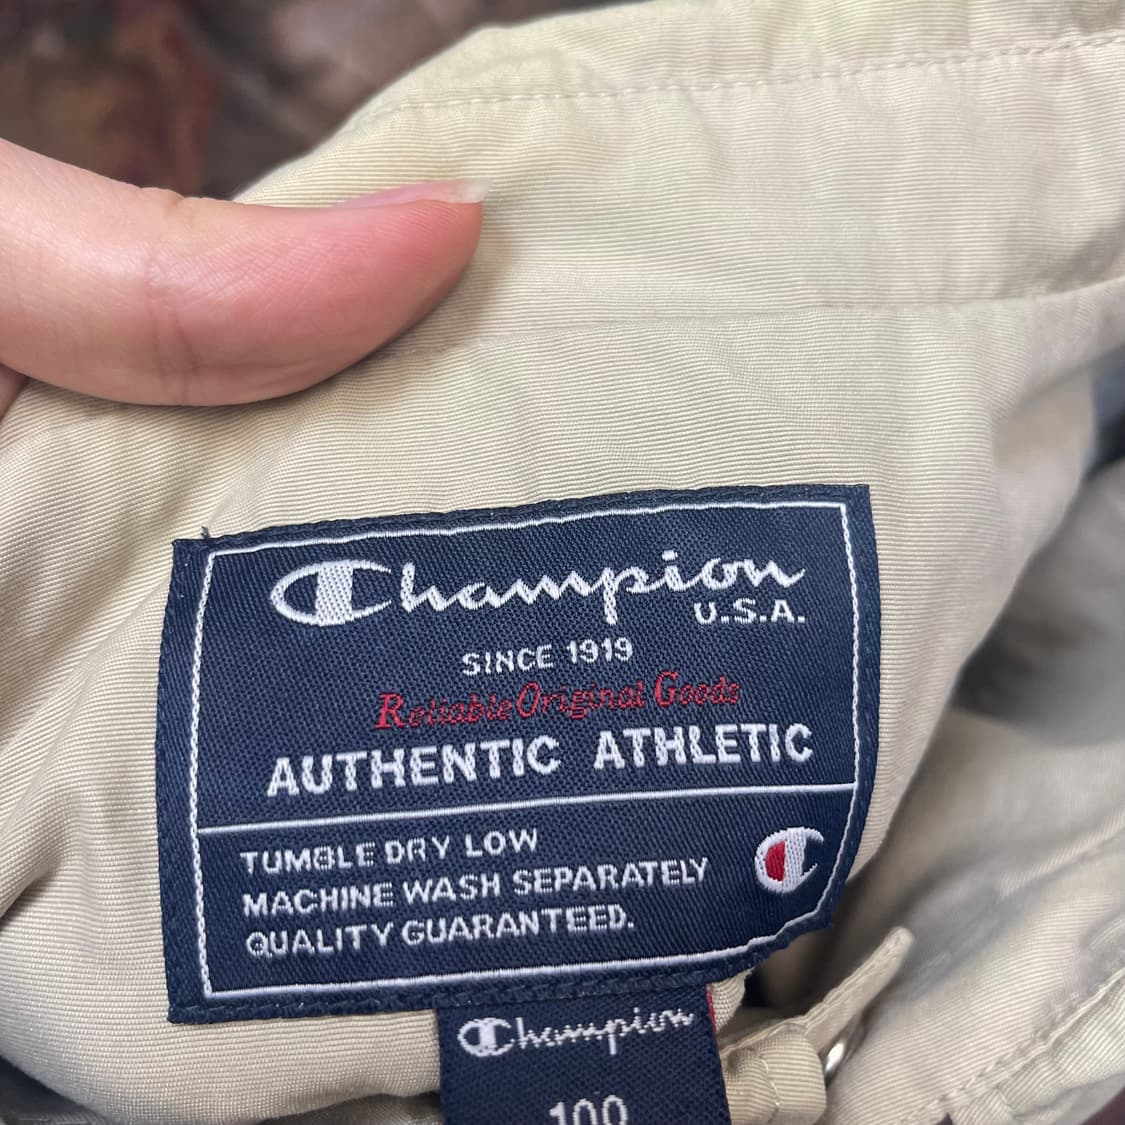 Champion
U.S.A.
SINCE 1919
Reliable Original Goods
AUTHENTIC ATHLETIC
TUMBLE DRY LOW
MACHINE WASH SEPARATELY
QUALITY GUARANTEED.
Champion
100